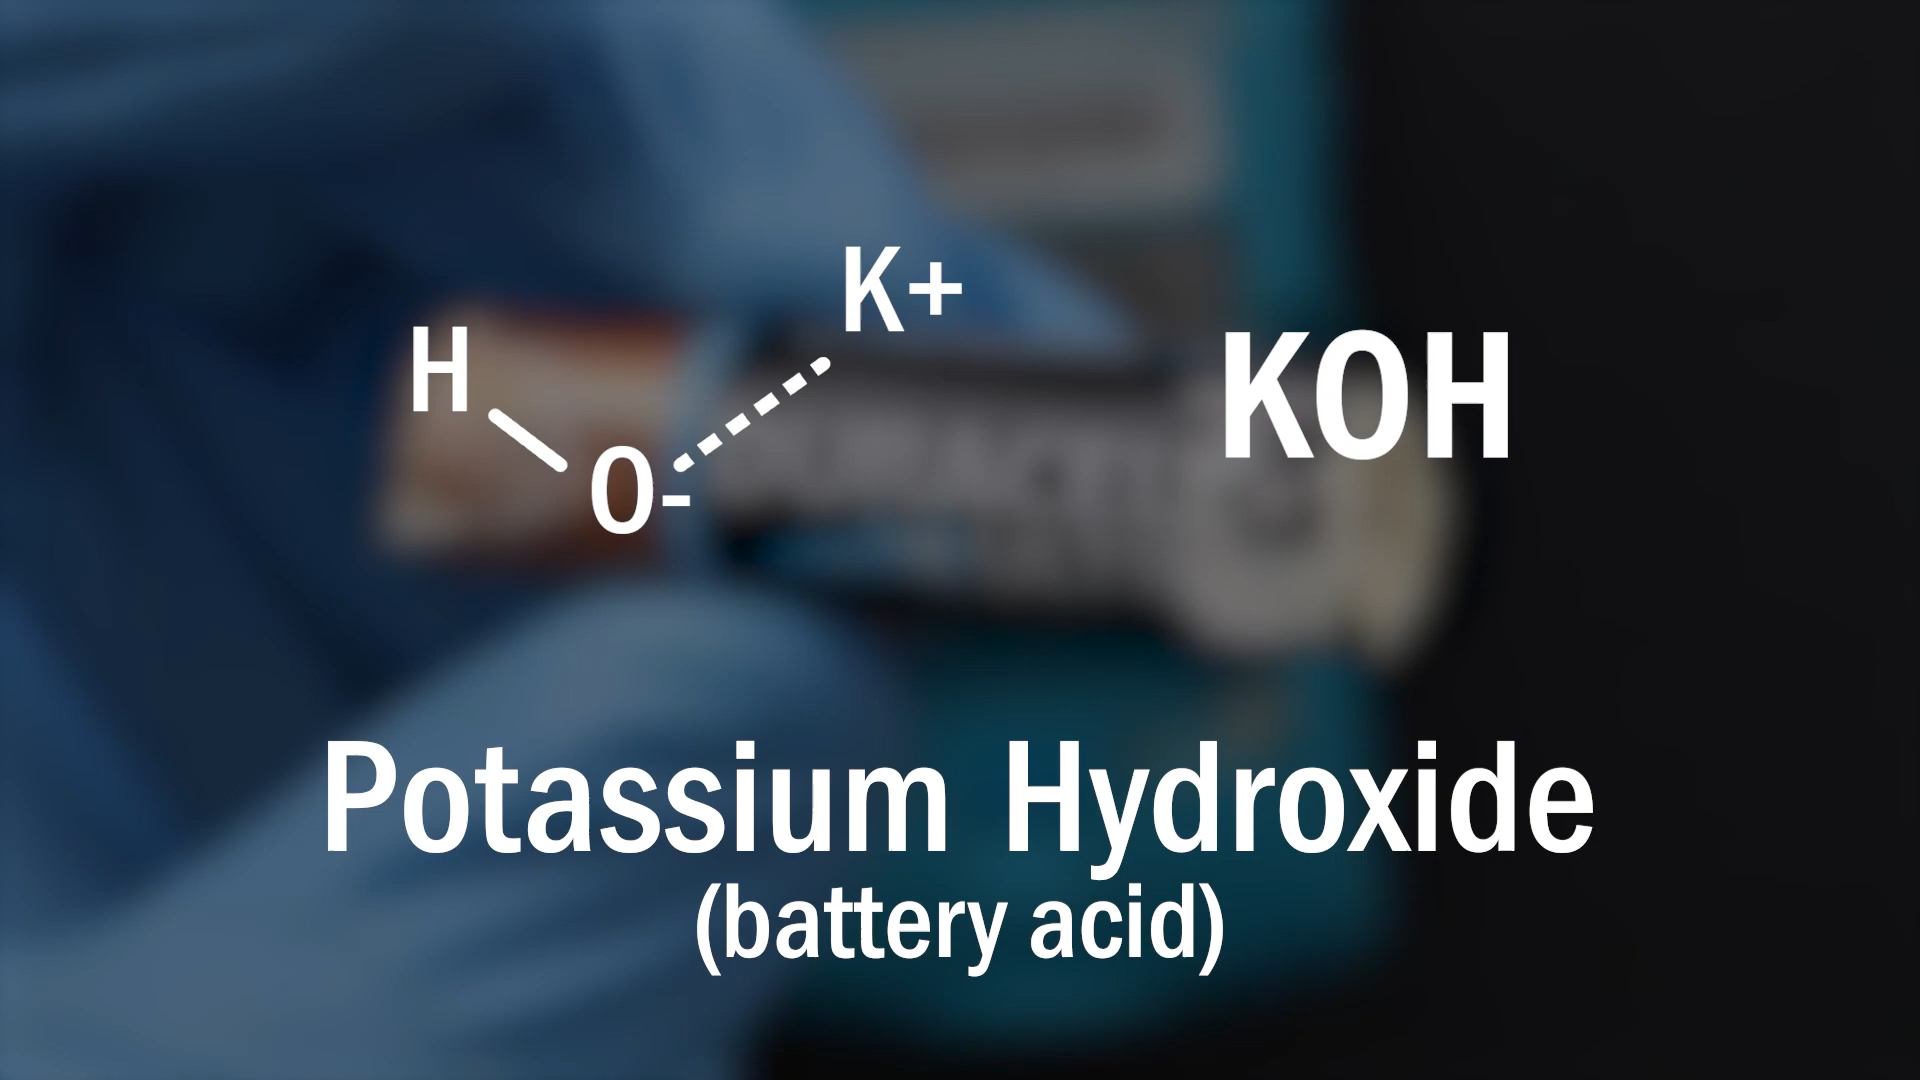 K+
H
O-
KOH
Potassium Hydroxide
(battery acid)